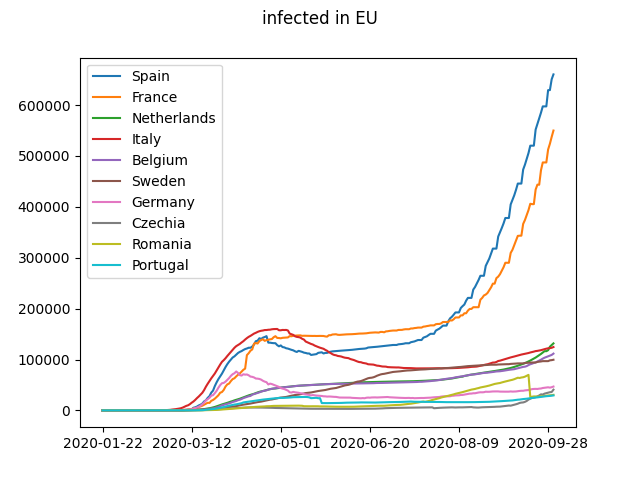 infected in EU
Spain
France
Netherlands
Italy
Belgium
Sweden
Germany
Czechia
Romania
Portugal
600000
500000
400000
300000
200000
100000
0
2020-01-22 2020-03-12 2020-05-01 2020-06-20 2020-08-09 2020-09-28